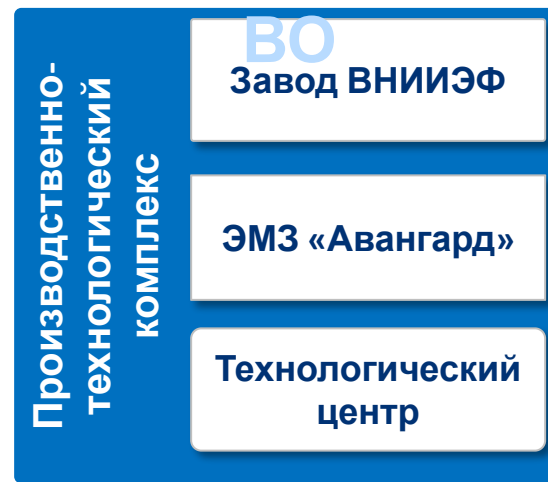 Производственно-
технологический
комплекс
ВО
Завод ВНИИЭФ
ЭМЗ «Авангард»
Технологический
центр